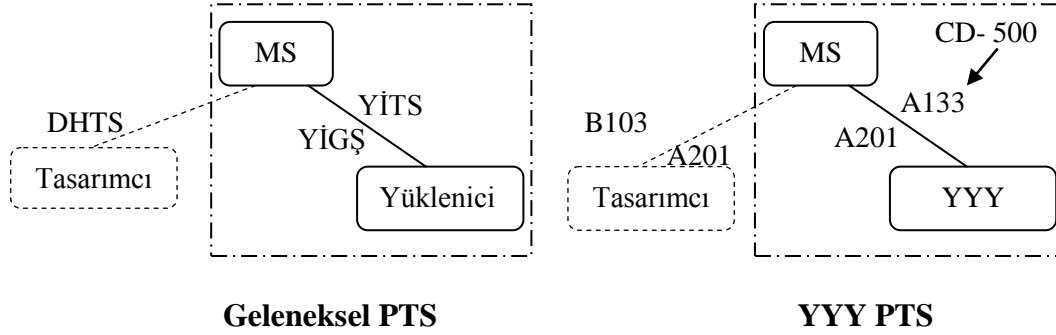 MS
YİTS
DHTS
YİGŞ
Tasarımcı
Yüklenici
Geleneksel PTS
CD- 500
MS
A133
B103
A201
A201
Tasarımcı
YYY
YYY PTS